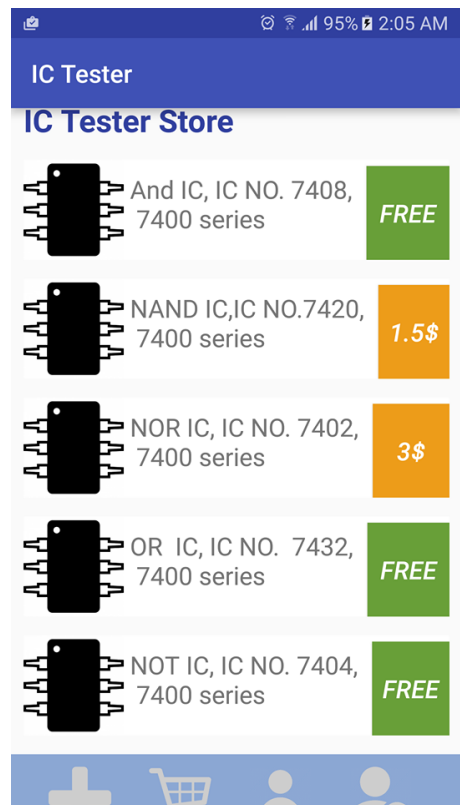 95% 2:05 AM
IC Tester
IC Tester Store
And IC, IC NO. 7408,
7400 series
FREE
NAND IC,IC NO.7420,
7400 series
1.5$
NOR IC, IC NO. 7402,
7400 series
3$
OR  IC, IC NO.  7432,
7400 series
FREE
NOT IC, IC NO. 7404,
7400 series
FREE